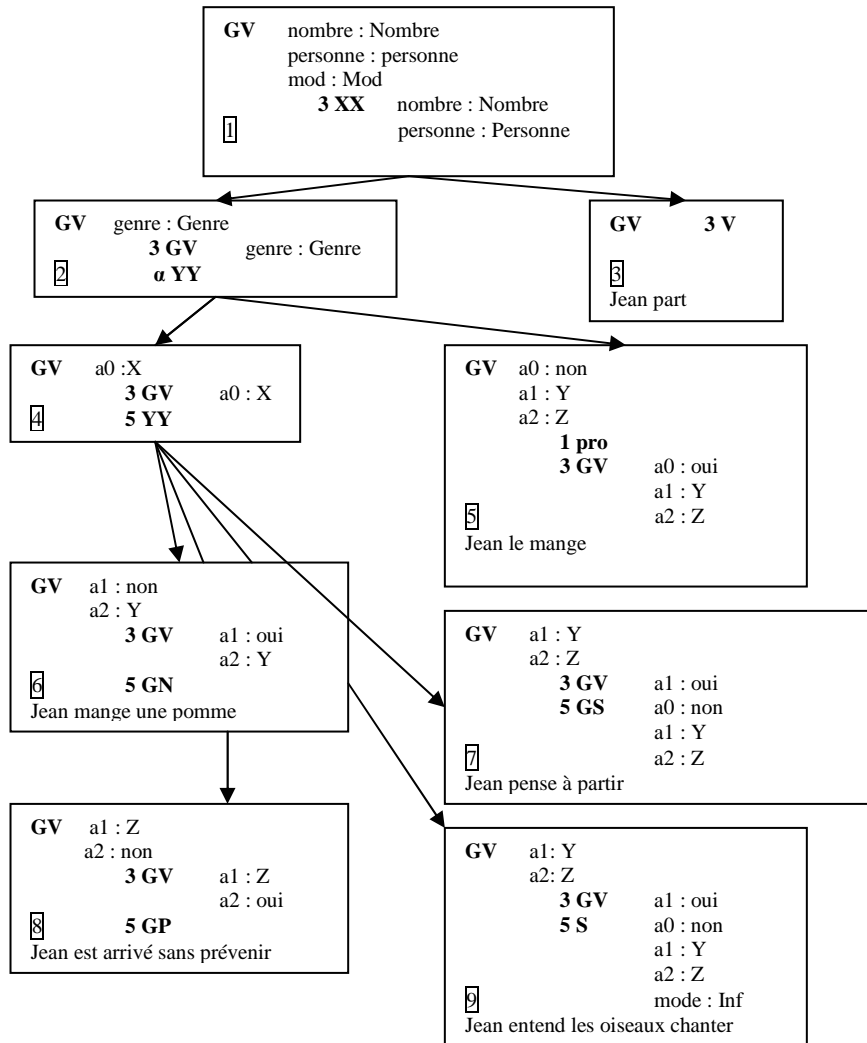 GV nombre : Nombre
personne : personne
mod : Mod
3 XX nombre : Nombre
1 personne : Personne
GV genre : Genre
3 GV genre : Genre
2 α YY
GV 3 V
3
Jean part
GV a0 :X
3 GV a0 : X
4 5 YY
GV a0 : non
a1 : Y
a2 : Z
1 pro
3 GV a0 : oui
a1 : Y
5 a2 : Z
Jean le mange
GV a1 : non
a2 : Y
3 GV a1 : oui
a2 : Y
6 5 GN
Jean mange une pomme
GV a1 : Y
a2 : Z
3 GV a1 : oui
5 GS a0 : non
a1 : Y
7 a2 : Z
Jean pense à partir
GV a1 : Z
a2 : non
3 GV a1 : Z
a2 : oui
8 5 GP
Jean est arrivé sans prévenir
GV a1: Y
a2: Z
3 GV a1 : oui
5 S a0 : non
a1 : Y
a2 : Z
9 mode : Inf
Jean entend les oiseaux chanter